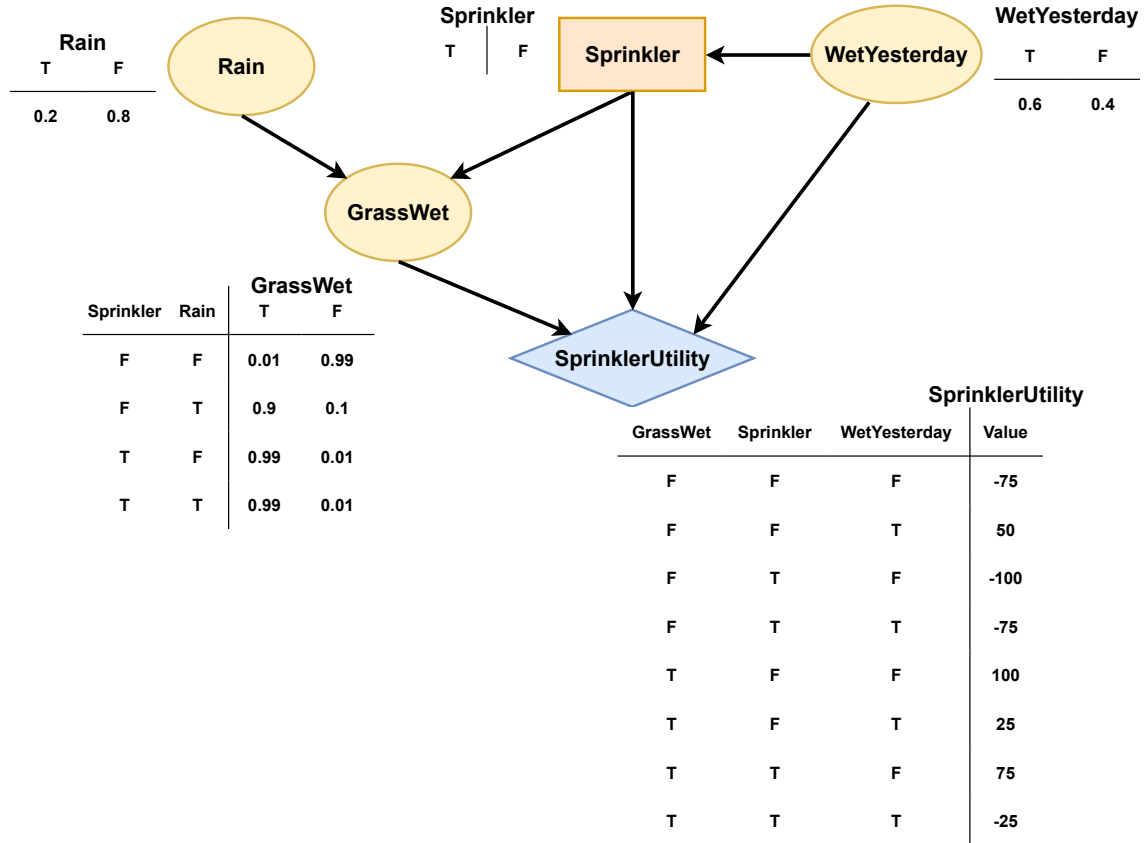 Sprinkler
T F
WetYesterday
T F
0.6 0.4
Rain
T F
0.2 0.8
Rain
Sprinkler
WetYesterday
GrassWet
GrassWet
Sprinkler Rain T F
F F 0.01 0.99
F T 0.9 0.1
T F 0.99 0.01
T T 0.99 0.01
SprinklerUtility
SprinklerUtility
GrassWet Sprinkler WetYesterday Value
F F F -75
F F T 50
F T F -100
F T T -75
T F F 100
T F T 25
T T F 75
T T T -25